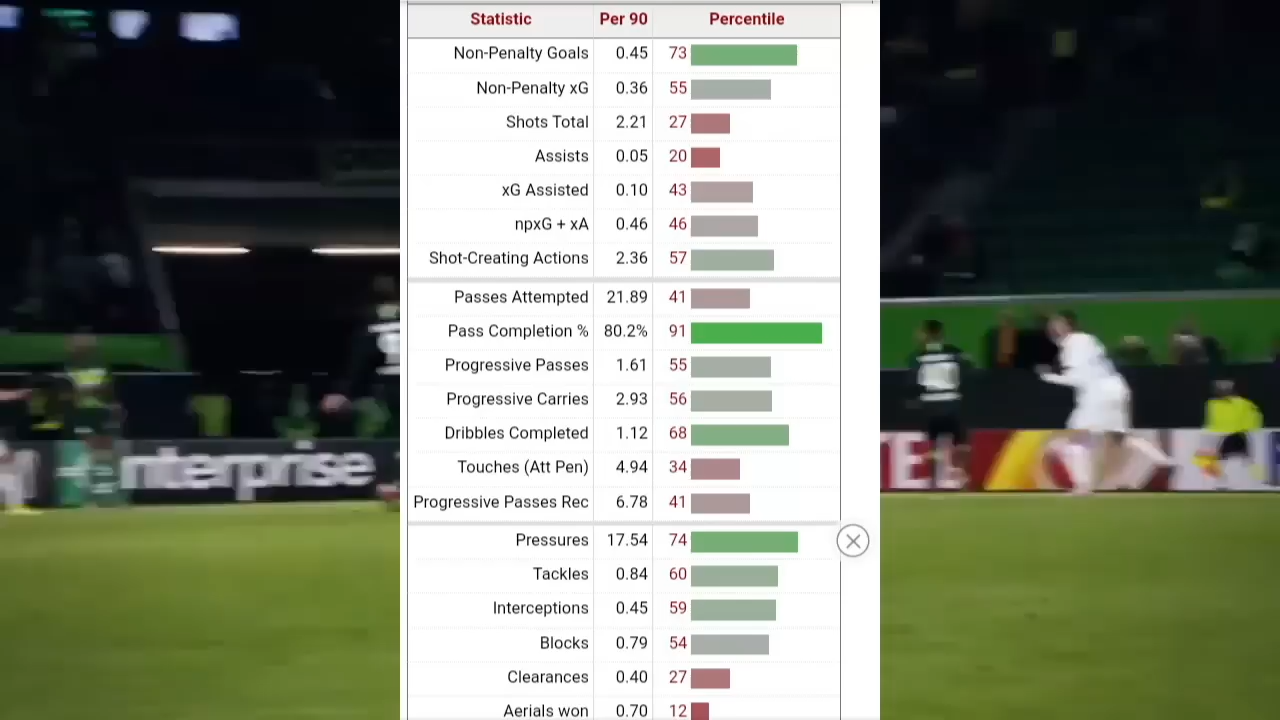 Statistic Per 90 Percentile
Non-Penalty Goals 0.45 73
Non-Penalty xG 0.36 55
Shots Total 2.21 27
Assists 0.05 20
xG Assisted 0.10 43
npxG + xA 0.46 46
Shot-Creating Actions 2.36 57
Passes Attempted 21.89 41
Pass Completion % 80.2% 91
Progressive Passes 1.61 55
Progressive Carries 2.93 56
Dribbles Completed 1.12 68
Touches (Att Pen) 4.94 34
Progressive Passes Rec 6.78 41
Pressures 17.54 74
Tackles 0.84 60
Interceptions 0.45 59
Blocks 0.79 54
Clearances 0.40 27
Aerials won 0.70 12
nterprise